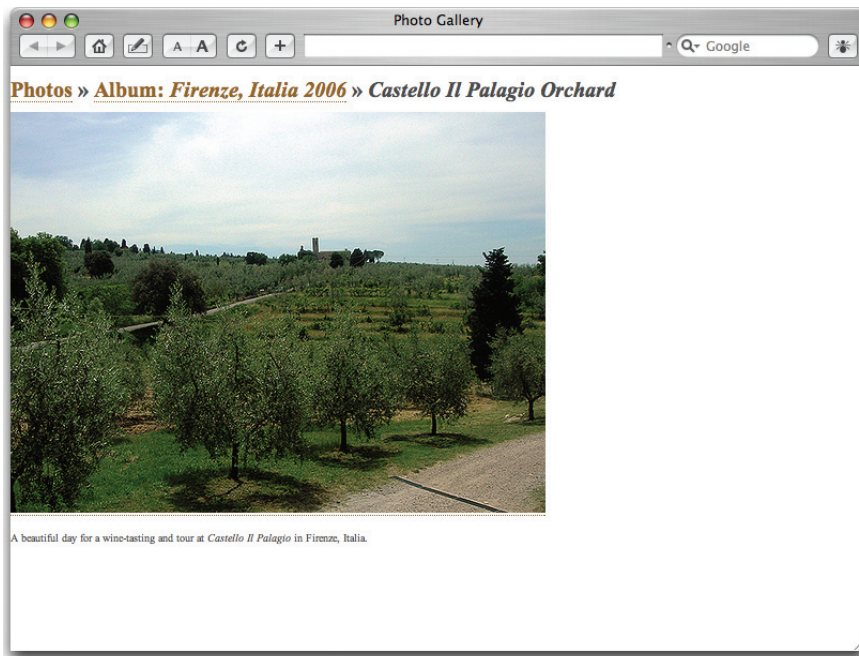 Photo Gallery
A A
Google
Photos » Album: Firenze, Italia 2006 » Castello Il Palagio Orchard
A beautiful day for a wine-tasting and tour at Castello Il Palagio in Firenze, Italia.